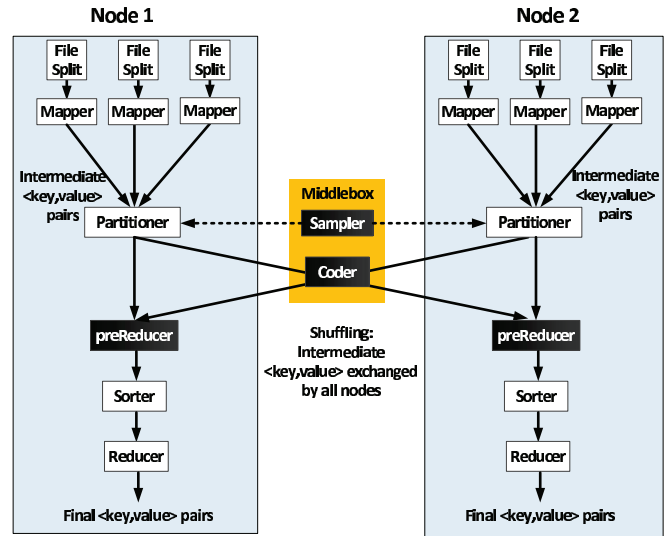 Node 1
Node 2
File
Split
File
Split
File
Split
File
Split
File
Split
File
Split
Mapper
Mapper
Mapper
Mapper
Mapper
Mapper
Intermediate
<key,value>
pairs
Middlebox
Intermediate
<key,value>
pairs
Partitioner
Sampler
Partitioner
Coder
preReducer
Shuffling:
Intermediate
<key,value> exchanged
by all nodes
preReducer
Sorter
Sorter
Reducer
Reducer
Final <key,value> pairs
Final <key,value> pairs